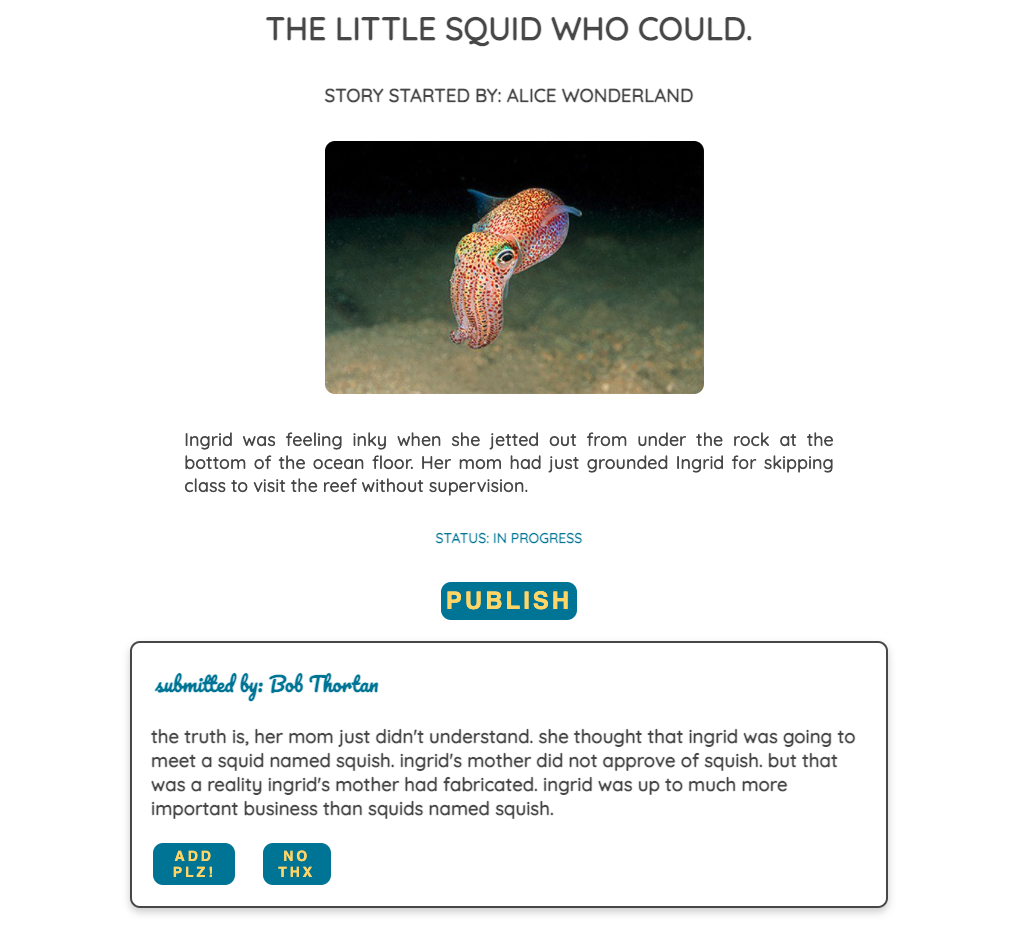 THE LITTLE SQUID WHO COULD.
STORY STARTED BY: ALICE WONDERLAND
Ingrid was feeling inky when she jetted out from under the rock at the
bottom of the ocean floor. Her mom had just grounded Ingrid for skipping
class to visit the reef without supervision.
STATUS: IN PROGRESS
PUBLISH
submitted by: Bob Thortan
the truth is, her mom just didn't understand. she thought that ingrid was going to
meet a squid named squish. ingrid's mother did not approve of squish. but that
was a reality ingrid's mother had fabricated. ingrid was up to much more
important business than squids named squish.
ADD
PLZ!
NO
THX